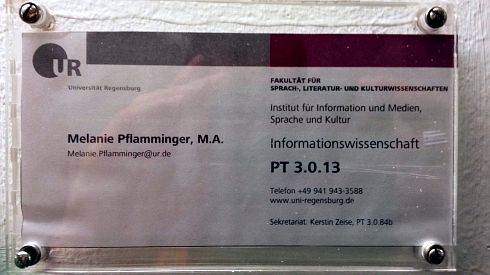 UR
Universität Regensburg
FAKULTÄT FÜR
SPRACH-, LITERATUR- UND KULTURWISSENSCHAFTEN
Institut für Information und Medien,
Sprache und Kultur
Melanie Pflamminger, M.A.
Melanie.Pflamminger@ur.de
Informationswissenschaft
PT 3.0.13
Telefon +49 941 943-3588
www.uni-regensburg.de
Sekretariat: Kerstin Zeise, PT 3.0.84b